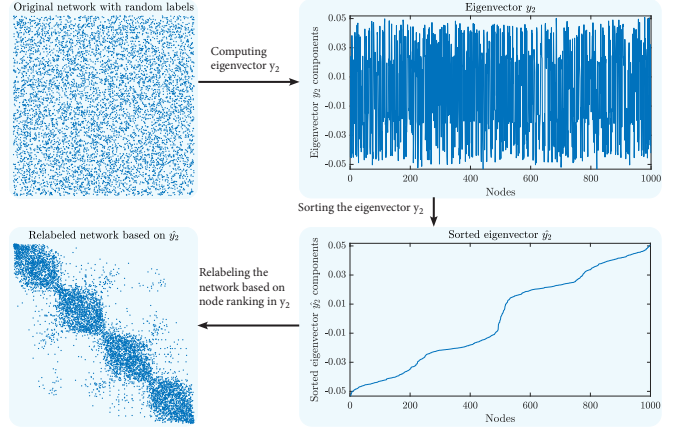 Original network with random labels
Computing
eigenvector y2
Eigenvector y2
Eigenvector y2 components
0.05
0.03
0.01
-0.01
-0.03
-0.05
0
200
400
600
800
1000
Nodes
Sorting the eigenvector y2
Sorted eigenvector ŷ2
Sorted eigenvector ŷ2 components
0.05
0.03
0.01
-0.01
-0.03
-0.05
0
200
400
600
800
1000
Nodes
Relabeling the
network based on
node ranking in y2
Relabeled network based on ŷ2